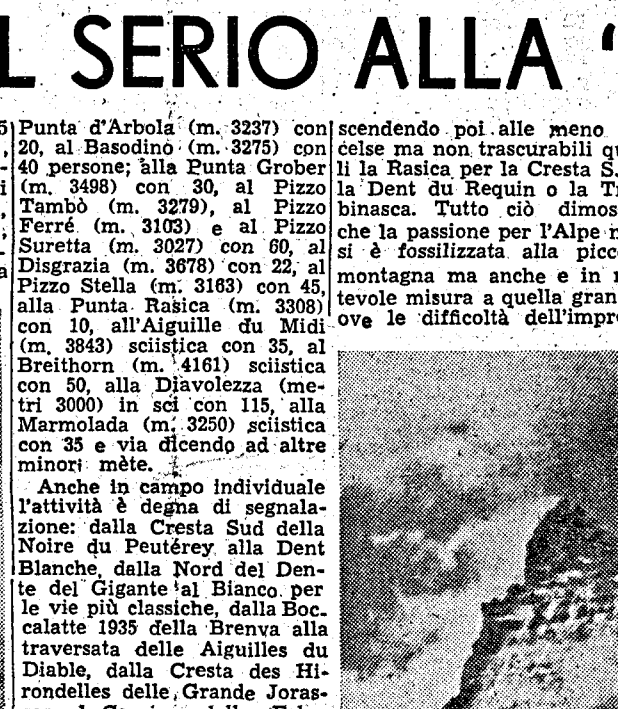 L SERIO ALLA "
Punta d'Arbola (m. 3237) con
20, al Basodino (m. 3275) con
40 persone; alla Punta Grober
(m. 3498) con 30, al Pizzo
Tambò (m. 3279), al Pizzo
Ferré (m. 3103) e al Pizzo
Suretta (m. 3027) con 60, al
Disgrazia (m. 3678) con 22, al
Pizzo Stella (m. 3163) con 45,
alla Punta Rasica (m. 3308)
con 10, all'Aiguille du Midi
(m. 3843) sciistica con 35, al
Breithorn (m. 4161) sciistica
con 50, alla Diavolezza (me-
tri 3000) in sci con 115, alla
Marmolada (m. 3250) sciistica
con 35 e via dicendo ad altre
minori mète.
Anche in campo individuale
l'attività è degna di segnala-
zione: dalla Cresta Sud della
Noire du Peutérey alla Dent
Blanche, dalla Nord del Den-
te del Gigante al Bianco per
le vie più classiche, dalla Boc-
calatte 1935 della Brenva alla
traversata delle Aiguilles du
Diable, dalla Cresta des Hi-
rondelles delle Grande Joras-
scendendo poi alle meno
celse ma non trascurabili qu
li la Rasica per la Cresta S.
la Dent du Requin o la Tr
binasca. Tutto ciò dimos
che la passione per l'Alpe n
si è fossilizzata alla picc
montagna ma anche e in n
tevole misura a quella gran
ove le difficoltà dell'impr